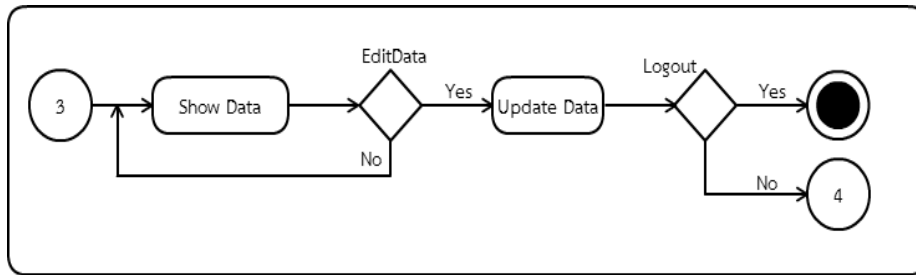 EditData
Logout
3
Show Data
Yes
Update Data
Yes
No
No
4